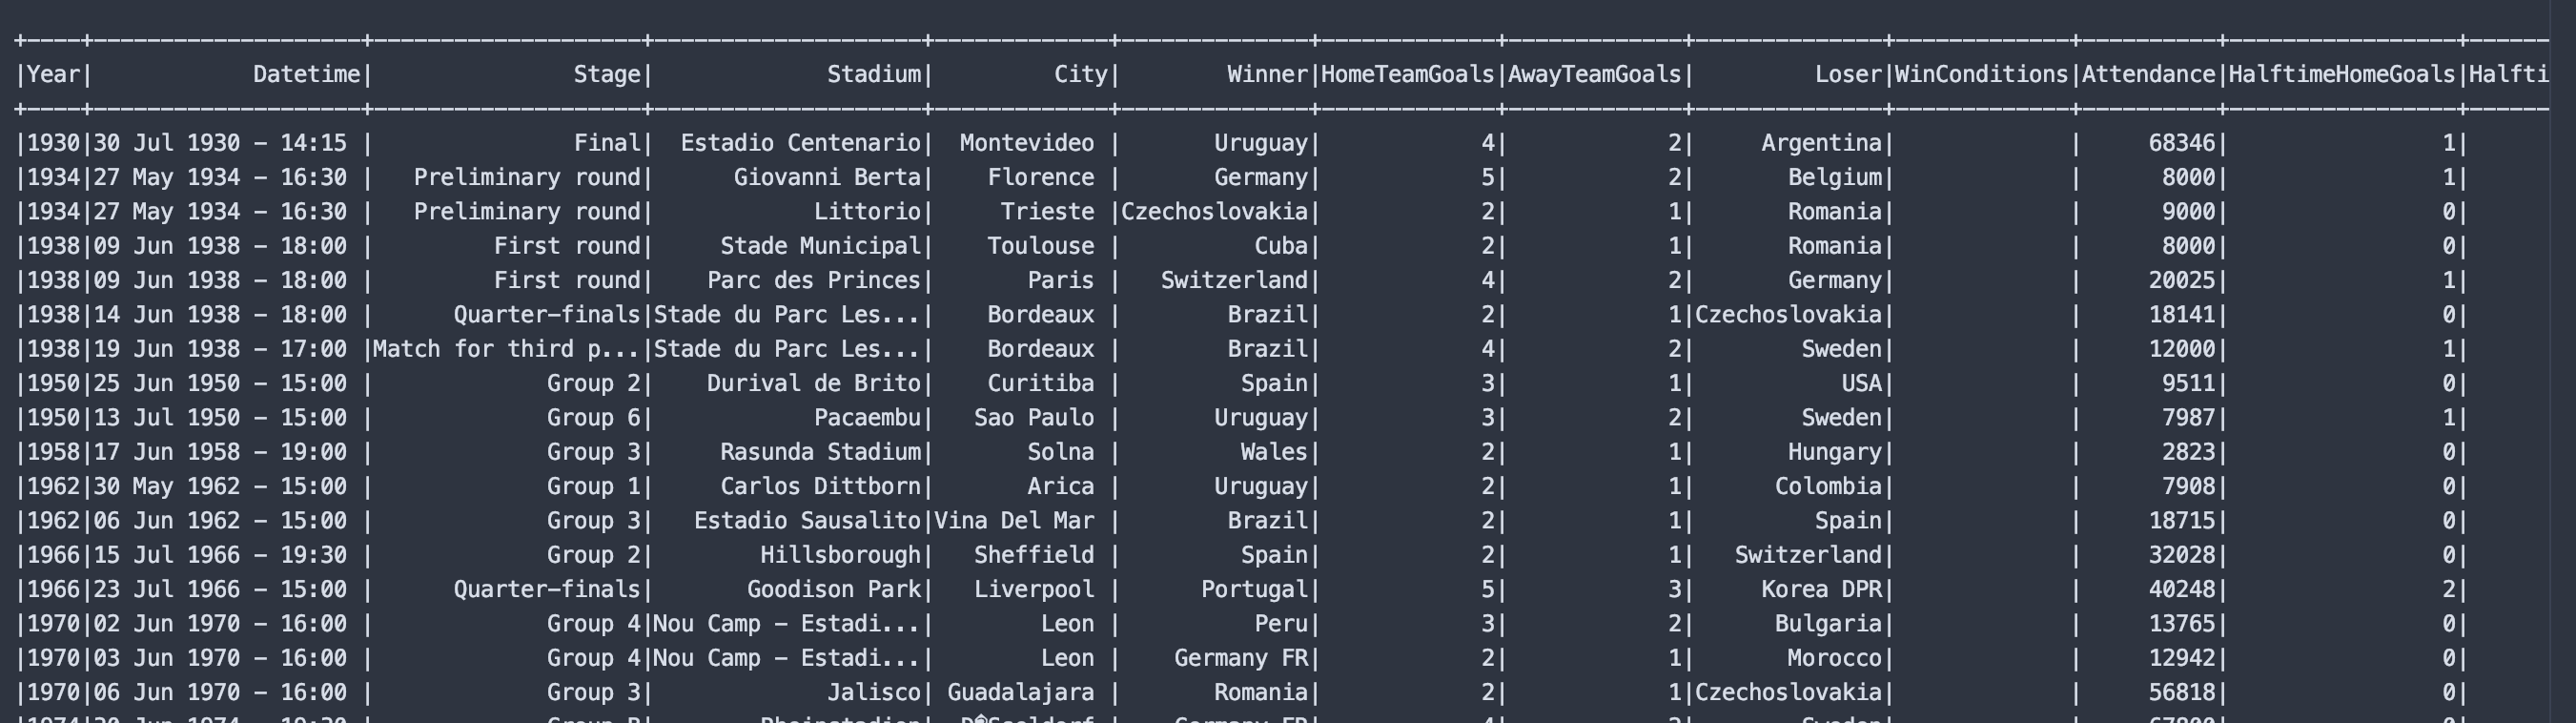 +----+--------------------+--------------------+--------------------+-------------+--------------+-------------+-------------+--------------+-------------+----------+-----------------+------
|Year|            Datetime|               Stage|             Stadium|         City|        Winner|HomeTeamGoals|AwayTeamGoals|         Loser|WinConditions|Attendance|HalftimeHomeGoals|Halfti
+----+--------------------+--------------------+--------------------+-------------+--------------+-------------+-------------+--------------+-------------+----------+-----------------+------
|1930|30 Jul 1930 - 14:15 |               Final|  Estadio Centenario|  Montevideo |       Uruguay|            4|            2|     Argentina|             |     68346|                1|
|1934|27 May 1934 - 16:30 |   Preliminary round|      Giovanni Berta|    Florence |       Germany|            5|            2|       Belgium|             |      8000|                1|
|1934|27 May 1934 - 16:30 |   Preliminary round|            Littorio|     Trieste |Czechoslovakia|            2|            1|       Romania|             |      9000|                0|
|1938|09 Jun 1938 - 18:00 |         First round|     Stade Municipal|    Toulouse |          Cuba|            2|            1|       Romania|             |      8000|                0|
|1938|09 Jun 1938 - 18:00 |         First round|    Parc des Princes|       Paris |   Switzerland|            4|            2|       Germany|             |     20025|                1|
|1938|14 Jun 1938 - 18:00 |      Quarter-finals|Stade du Parc Les...|    Bordeaux |        Brazil|            2|            1|Czechoslovakia|             |     18141|                0|
|1938|19 Jun 1938 - 17:00 |Match for third p...|Stade du Parc Les...|    Bordeaux |        Brazil|            4|            2|        Sweden|             |     12000|                1|
|1950|25 Jun 1950 - 15:00 |             Group 2|    Durival de Brito|    Curitiba |         Spain|            3|            1|           USA|             |      9511|                0|
|1950|13 Jul 1950 - 15:00 |             Group 6|            Pacaembu|   Sao Paulo |       Uruguay|            3|            2|        Sweden|             |      7987|                1|
|1958|17 Jun 1958 - 19:00 |             Group 3|     Rasunda Stadium|       Solna |         Wales|            2|            1|       Hungary|             |      2823|                0|
|1962|30 May 1962 - 15:00 |             Group 1|     Carlos Dittborn|       Arica |       Uruguay|            2|            1|      Colombia|             |      7908|                0|
|1962|06 Jun 1962 - 15:00 |             Group 3|   Estadio Sausalito|Vina Del Mar |        Brazil|            2|            1|         Spain|             |     18715|                0|
|1966|15 Jul 1966 - 19:30 |             Group 2|        Hillsborough|   Sheffield |         Spain|            2|            1|   Switzerland|             |     32028|                0|
|1966|23 Jul 1966 - 15:00 |      Quarter-finals|       Goodison Park|   Liverpool |      Portugal|            5|            3|     Korea DPR|             |     40248|                2|
|1970|02 Jun 1970 - 16:00 |             Group 4|Nou Camp - Estadi...|        Leon |          Peru|            3|            2|      Bulgaria|             |     13765|                0|
|1970|03 Jun 1970 - 16:00 |             Group 4|Nou Camp - Estadi...|        Leon |    Germany FR|            2|            1|       Morocco|             |     12942|                0|
|1970|06 Jun 1970 - 16:00 |             Group 3|             Jalisco| Guadalajara |       Romania|            2|            1|Czechoslovakia|             |     56818|                0|